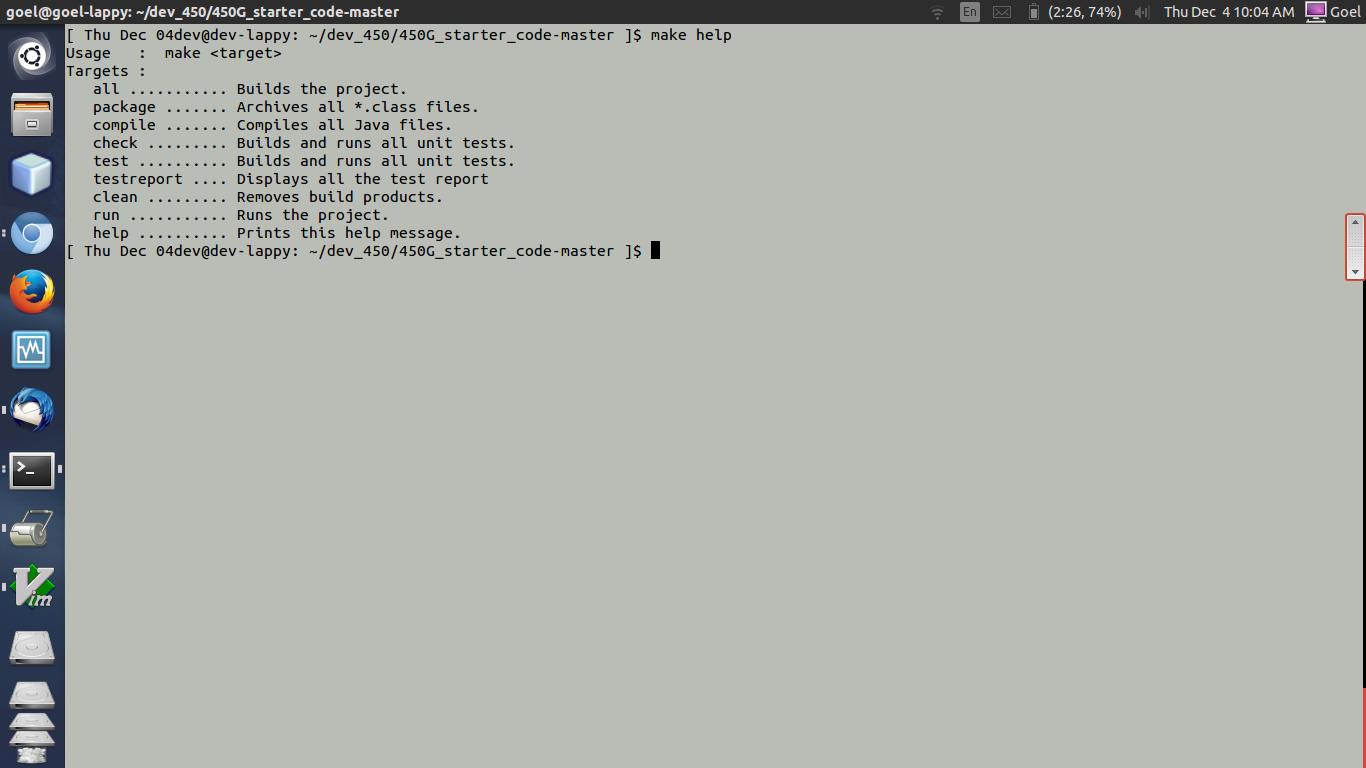 goel@goel-lappy: ~/dev_450/450G_starter_code-master En (2:26, 74%) Thu Dec 4 10:04 AM Goel
[ Thu Dec 04dev@dev-lappy: ~/dev_450/450G_starter_code-master ]$ make help
Usage   :  make <target>
Targets :
   all ........... Builds the project.
   package ....... Archives all *.class files.
   compile ....... Compiles all Java files.
   check ......... Builds and runs all unit tests.
   test .......... Builds and runs all unit tests.
   testreport .... Displays all the test report
   clean ......... Removes build products.
   run ........... Runs the project.
   help .......... Prints this help message.
[ Thu Dec 04dev@dev-lappy: ~/dev_450/450G_starter_code-master ]$
>_
Vim